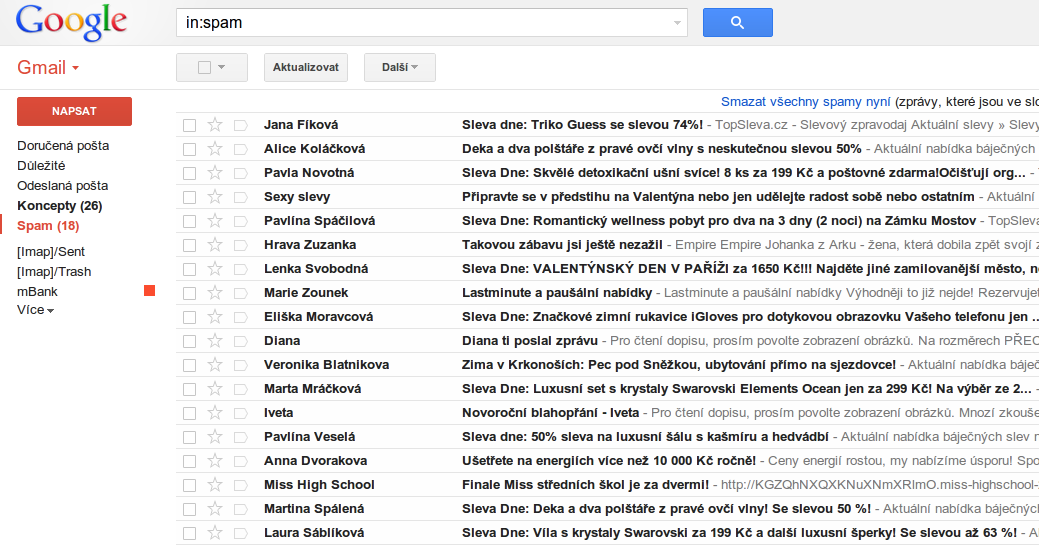 Google
in:spam
Gmail
Aktualizovat
Další
NAPSAT
Smazat všechny spamy nyní (zprávy, které jsou ve slo
Doručená pošta
Důležité
Odeslaná pošta
Koncepty (26)
Spam (18)
[Imap]/Sent
[Imap]/Trash
mBank
Více
Jana Fíková Sleva dne: Triko Guess se slevou 74%! - TopSleva.cz - Slevový zpravodaj Aktuální slevy » Slevy
Alice Koláčková Deka a dva polštáře z pravé ovčí vlny s neskutečnou slevou 50% - Aktuální nabídka báječných
Pavla Novotná Sleva Dne: Skvělé detoxikační ušní svíce! 8 ks za 199 Kč a poštovné zdarma!Očišťují org... -
Sexy slevy Připravte se v předstihu na Valentýna nebo jen udělejte radost sobě nebo ostatním - Aktuální
Pavlína Spáčilová Sleva Dne: Romantický wellness pobyt pro dva na 3 dny (2 noci) na Zámku Mostov - TopSleva
Hrava Zuzanka Takovou zábavu jsi ještě nezažil - Empire Empire Johanka z Arku - žena, která dobila zpět svojí z
Lenka Svobodná Sleva Dne: VALENTÝNSKÝ DEN V PAŘÍŽI za 1650 Kč!!! Najděte jiné zamilovanější město, ne
Marie Zounek Lastminute a paušální nabídky - Lastminute a paušální nabídky Výhodněji to již nejde! Rezervujet
Eliška Moravcová Sleva Dne: Značkové zimní rukavice iGloves pro dotykovou obrazovku Vašeho telefonu jen ..
Diana Diana ti poslal zprávu - Pro čtení dopisu, prosím povolte zobrazení obrázků. Na rozměrech PŘEC
Veronika Blatnikova Zima v Krkonoších: Pec pod Sněžkou, ubytování přímo na sjezdovce! - Aktuální nabídka báječ
Marta Mráčková Sleva Dne: Luxusní set s krystaly Swarovski Elements Ocean jen za 299 Kč! Na výběr ze 2... -
Iveta Novoroční blahopřání - Iveta - Pro čtení dopisu, prosím povolte zobrazení obrázků. Mnozí zkouše
Pavlína Veselá Sleva dne: 50% sleva na luxusní šálu s kašmíru a hedvábdí - Aktuální nabídka báječných slev n
Anna Dvorakova Ušetřete na energiích více než 10 000 Kč ročně! - Ceny energií rostou, my nabízíme úsporu! Spo
Miss High School Finale Miss středních škol je za dvermi! - http://KGZQhNXQXKNuXNmXRlmO.miss-highschool-
Martina Spálená Sleva Dne: Deka a dva polštáře z pravé ovčí vlny! Se slevou 50 %! - Aktuální nabídka báječných
Laura Sáblíková Sleva Dne: Víla s krystaly Swarovski za 199 Kč a další luxusní šperky! Se slevou až 63 %! - A